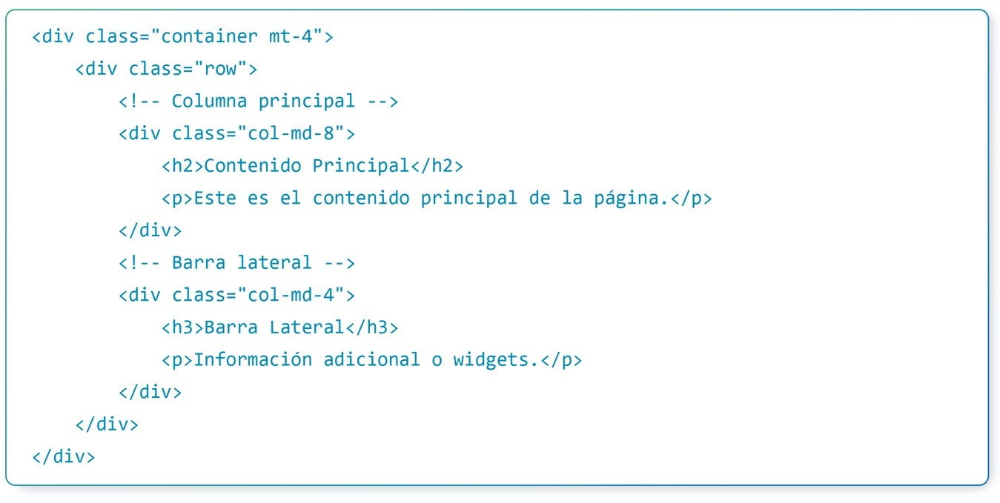 <div class="container mt-4">
    <div class="row">
        <!-- Columna principal -->
        <div class="col-md-8">
            <h2>Contenido Principal</h2>
            <p>Este es el contenido principal de la página.</p>
        </div>
        <!-- Barra lateral -->
        <div class="col-md-4">
            <h3>Barra Lateral</h3>
            <p>Información adicional o widgets.</p>
        </div>
    </div>
</div>